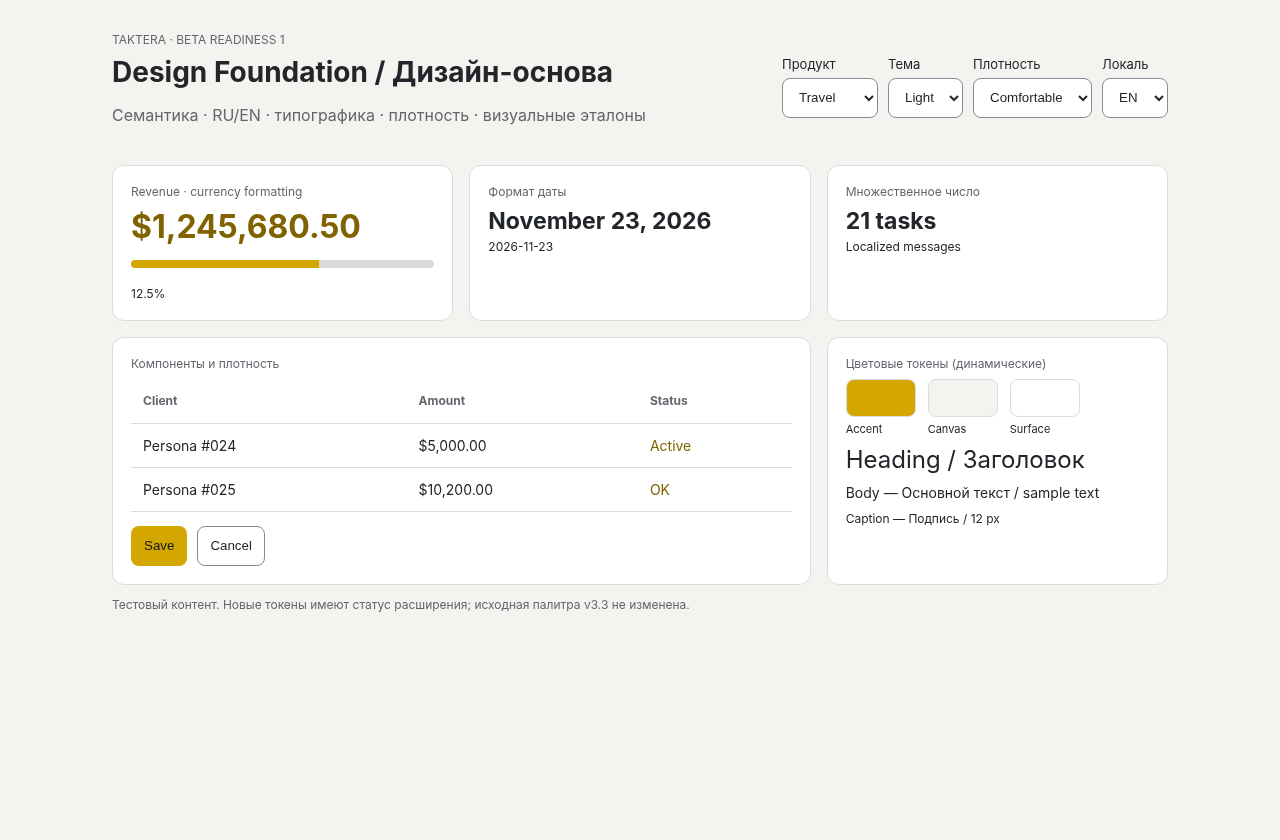 TAKTERA · BETA READINESS 1
Design Foundation / Дизайн-основа
Семантика · RU/EN · типографика · плотность · визуальные эталоны
Продукт Тема Плотность Локаль
Travel Light Comfortable EN
Revenue · currency formatting
$1,245,680.50
12.5%
Формат даты
November 23, 2026
2026-11-23
Множественное число
21 tasks
Localized messages
Компоненты и плотность
Client Amount Status
Persona #024 $5,000.00 Active
Persona #025 $10,200.00 OK
Save Cancel
Цветовые токены (динамические)
Accent Canvas Surface
Heading / Заголовок
Body — Основной текст / sample text
Caption — Подпись / 12 px
Тестовый контент. Новые токены имеют статус расширения; исходная палитра v3.3 не изменена.